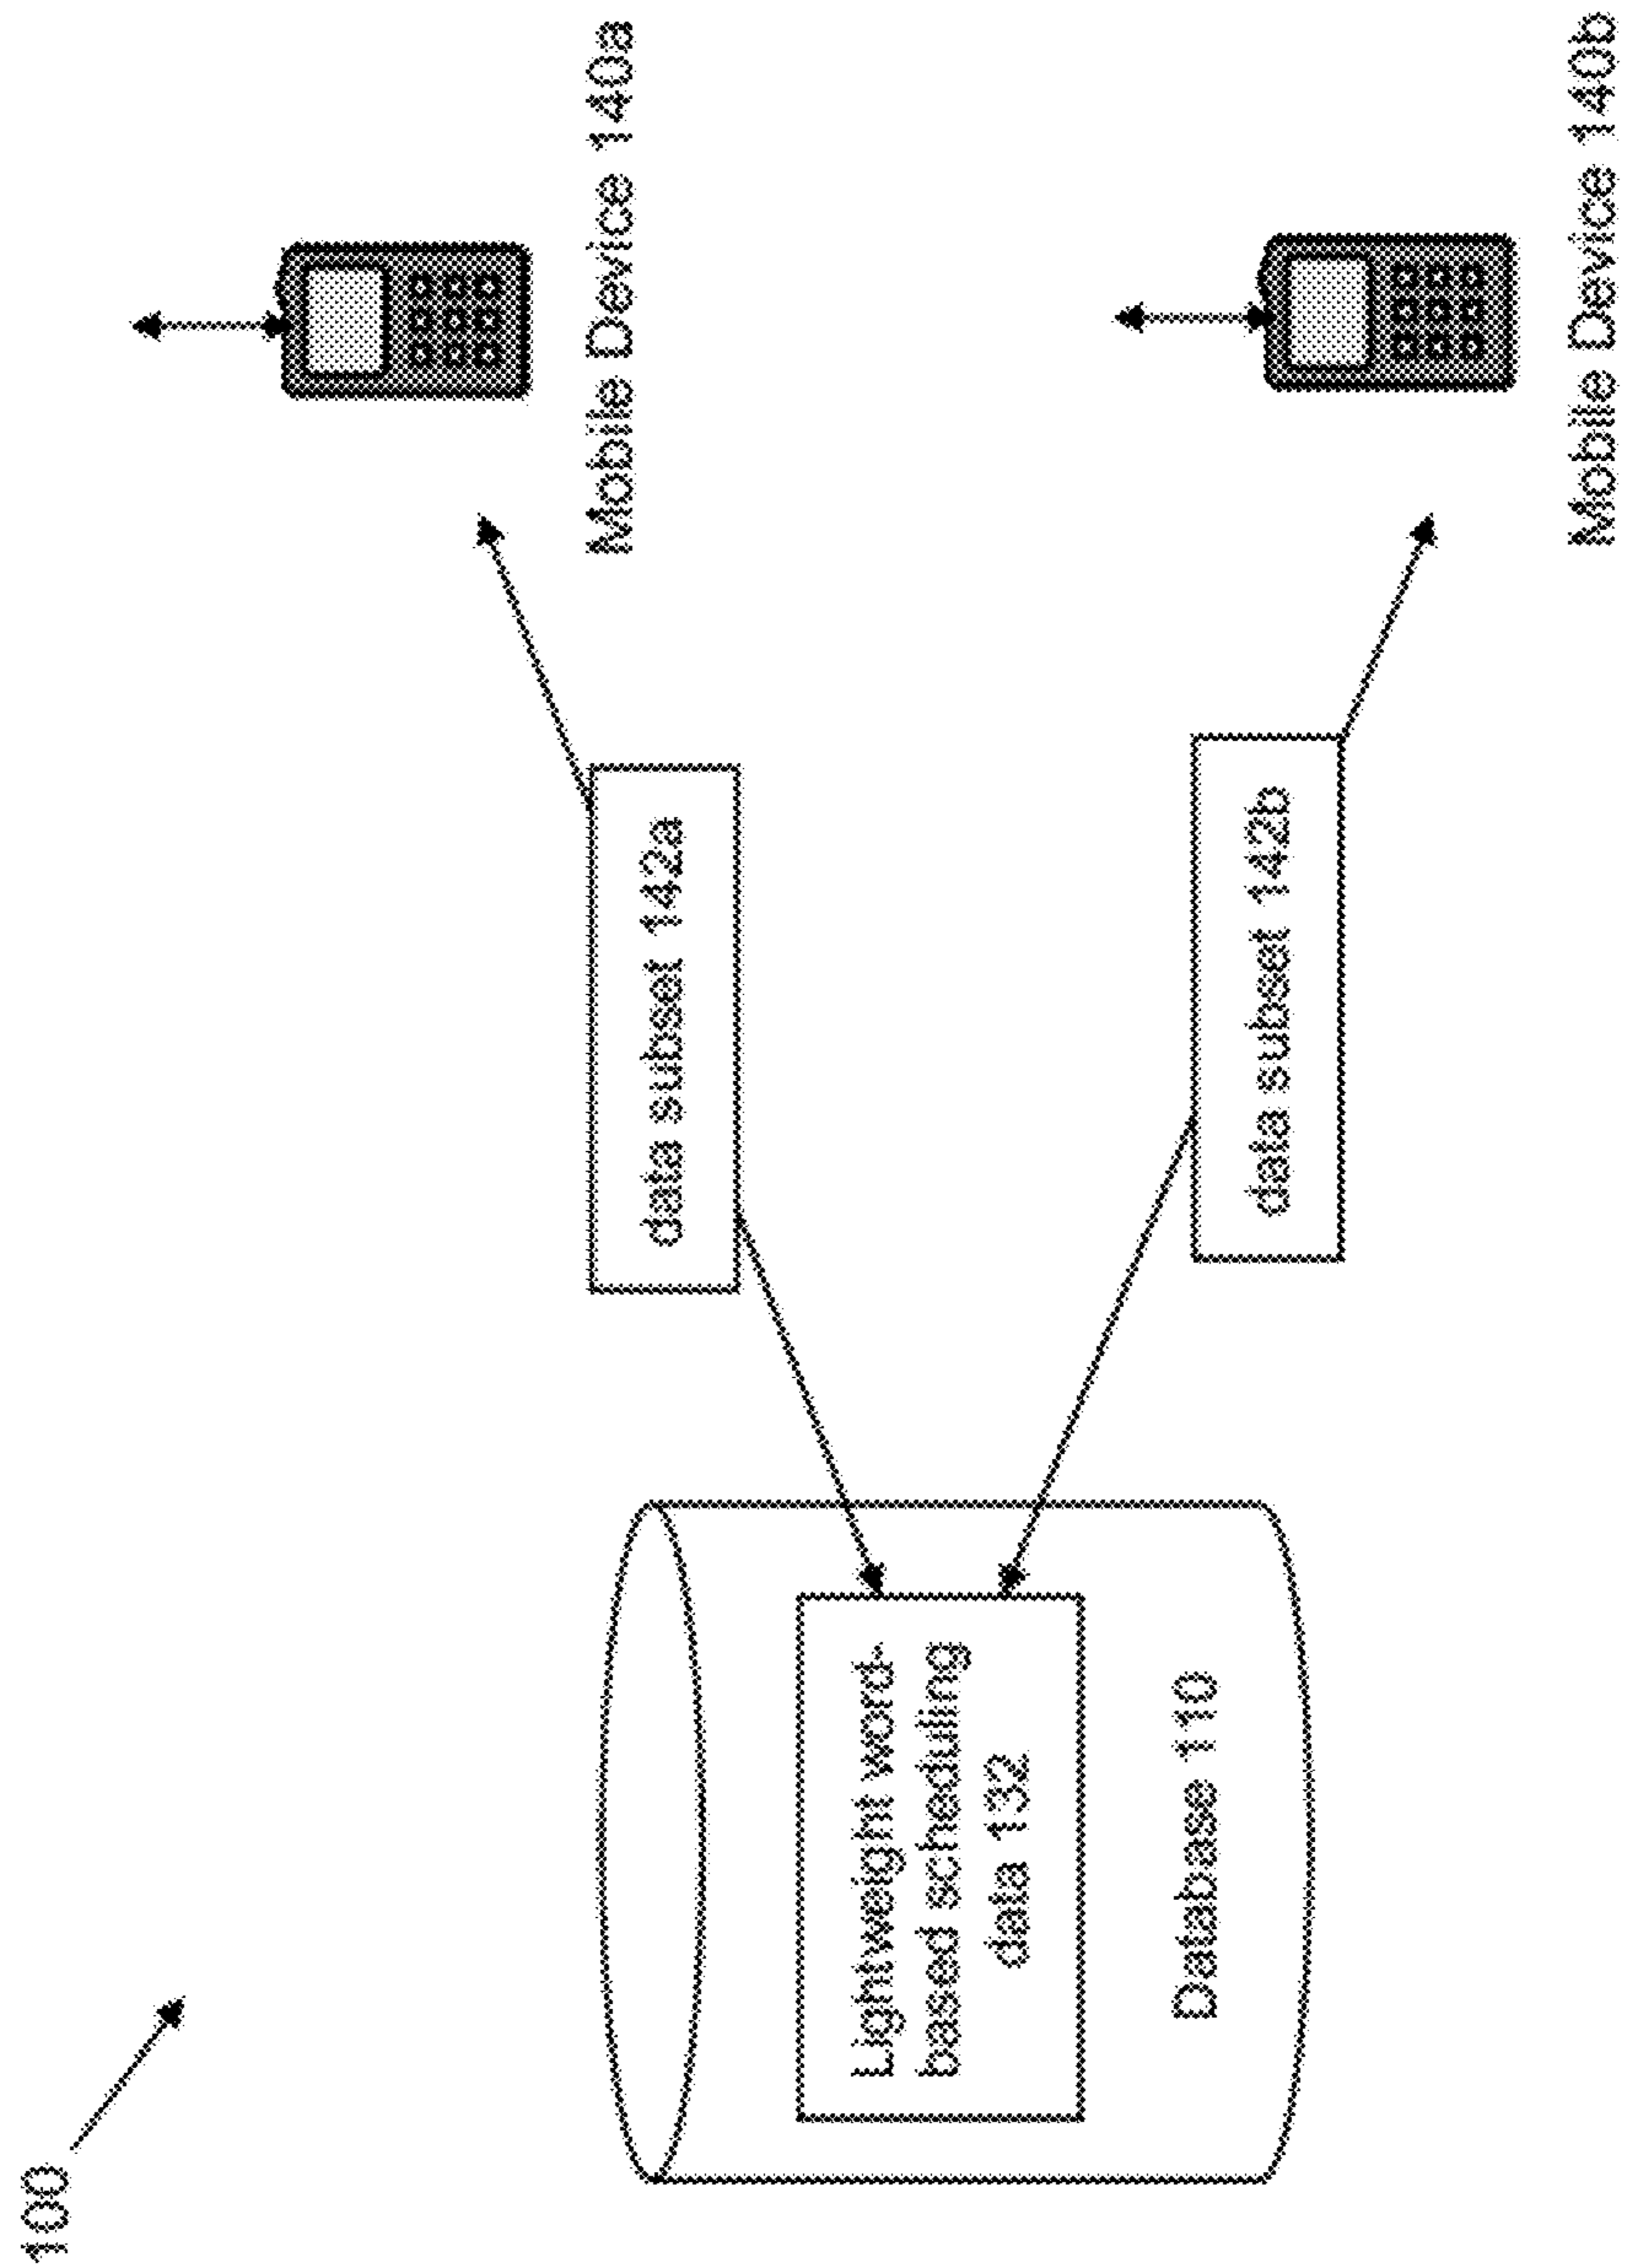 100
Lightweight word-
based scheduling
data 132
Database 110
data subset 142a
data subset 142b
Mobile Device 140a
Mobile Device 140b